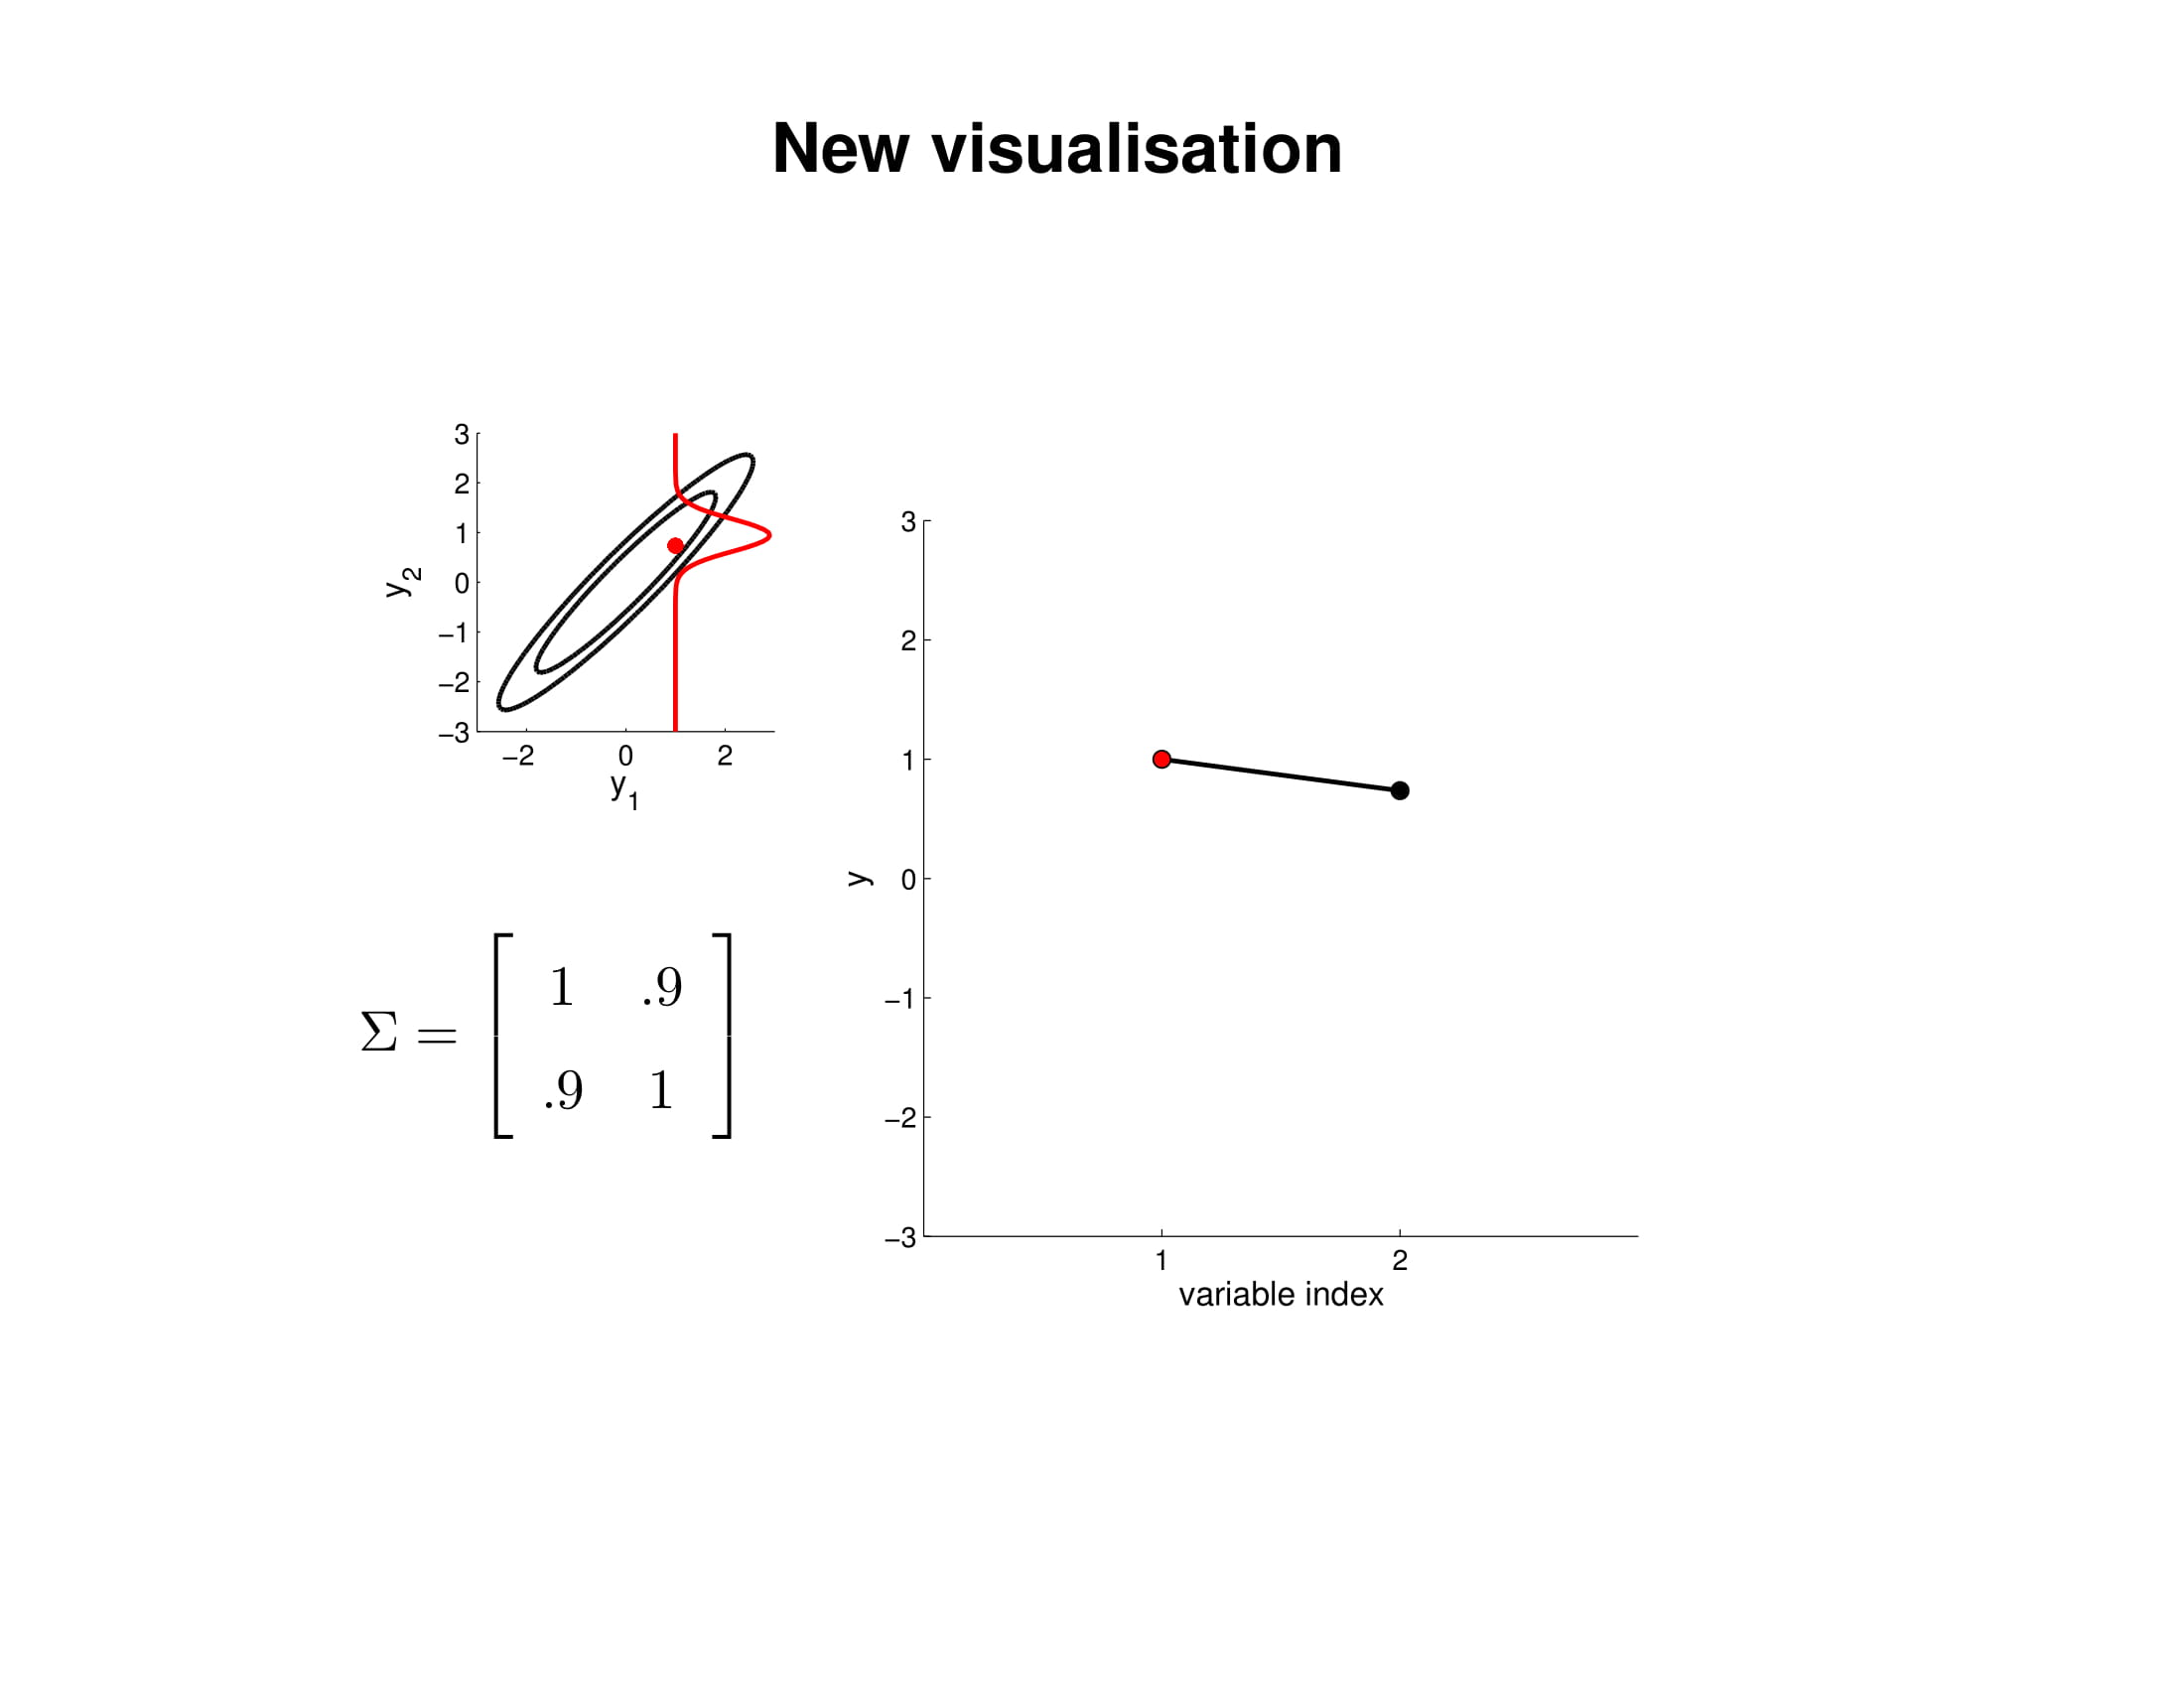 New visualisation
3
2
1
0
−1
−2
−3
y2
−2 0 2
y1
Σ = [ 1 .9
.9 1 ]
3
2
1
0
−1
−2
−3
y
1 2
variable index